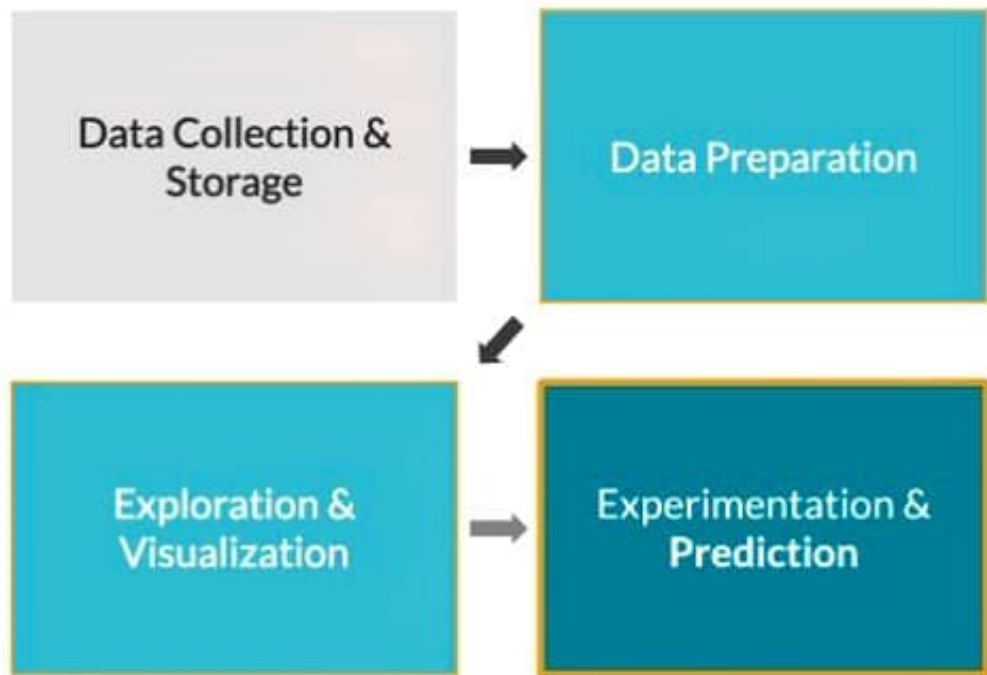 Data Collection &
Storage
Data Preparation
Exploration &
Visualization
Experimentation &
Prediction